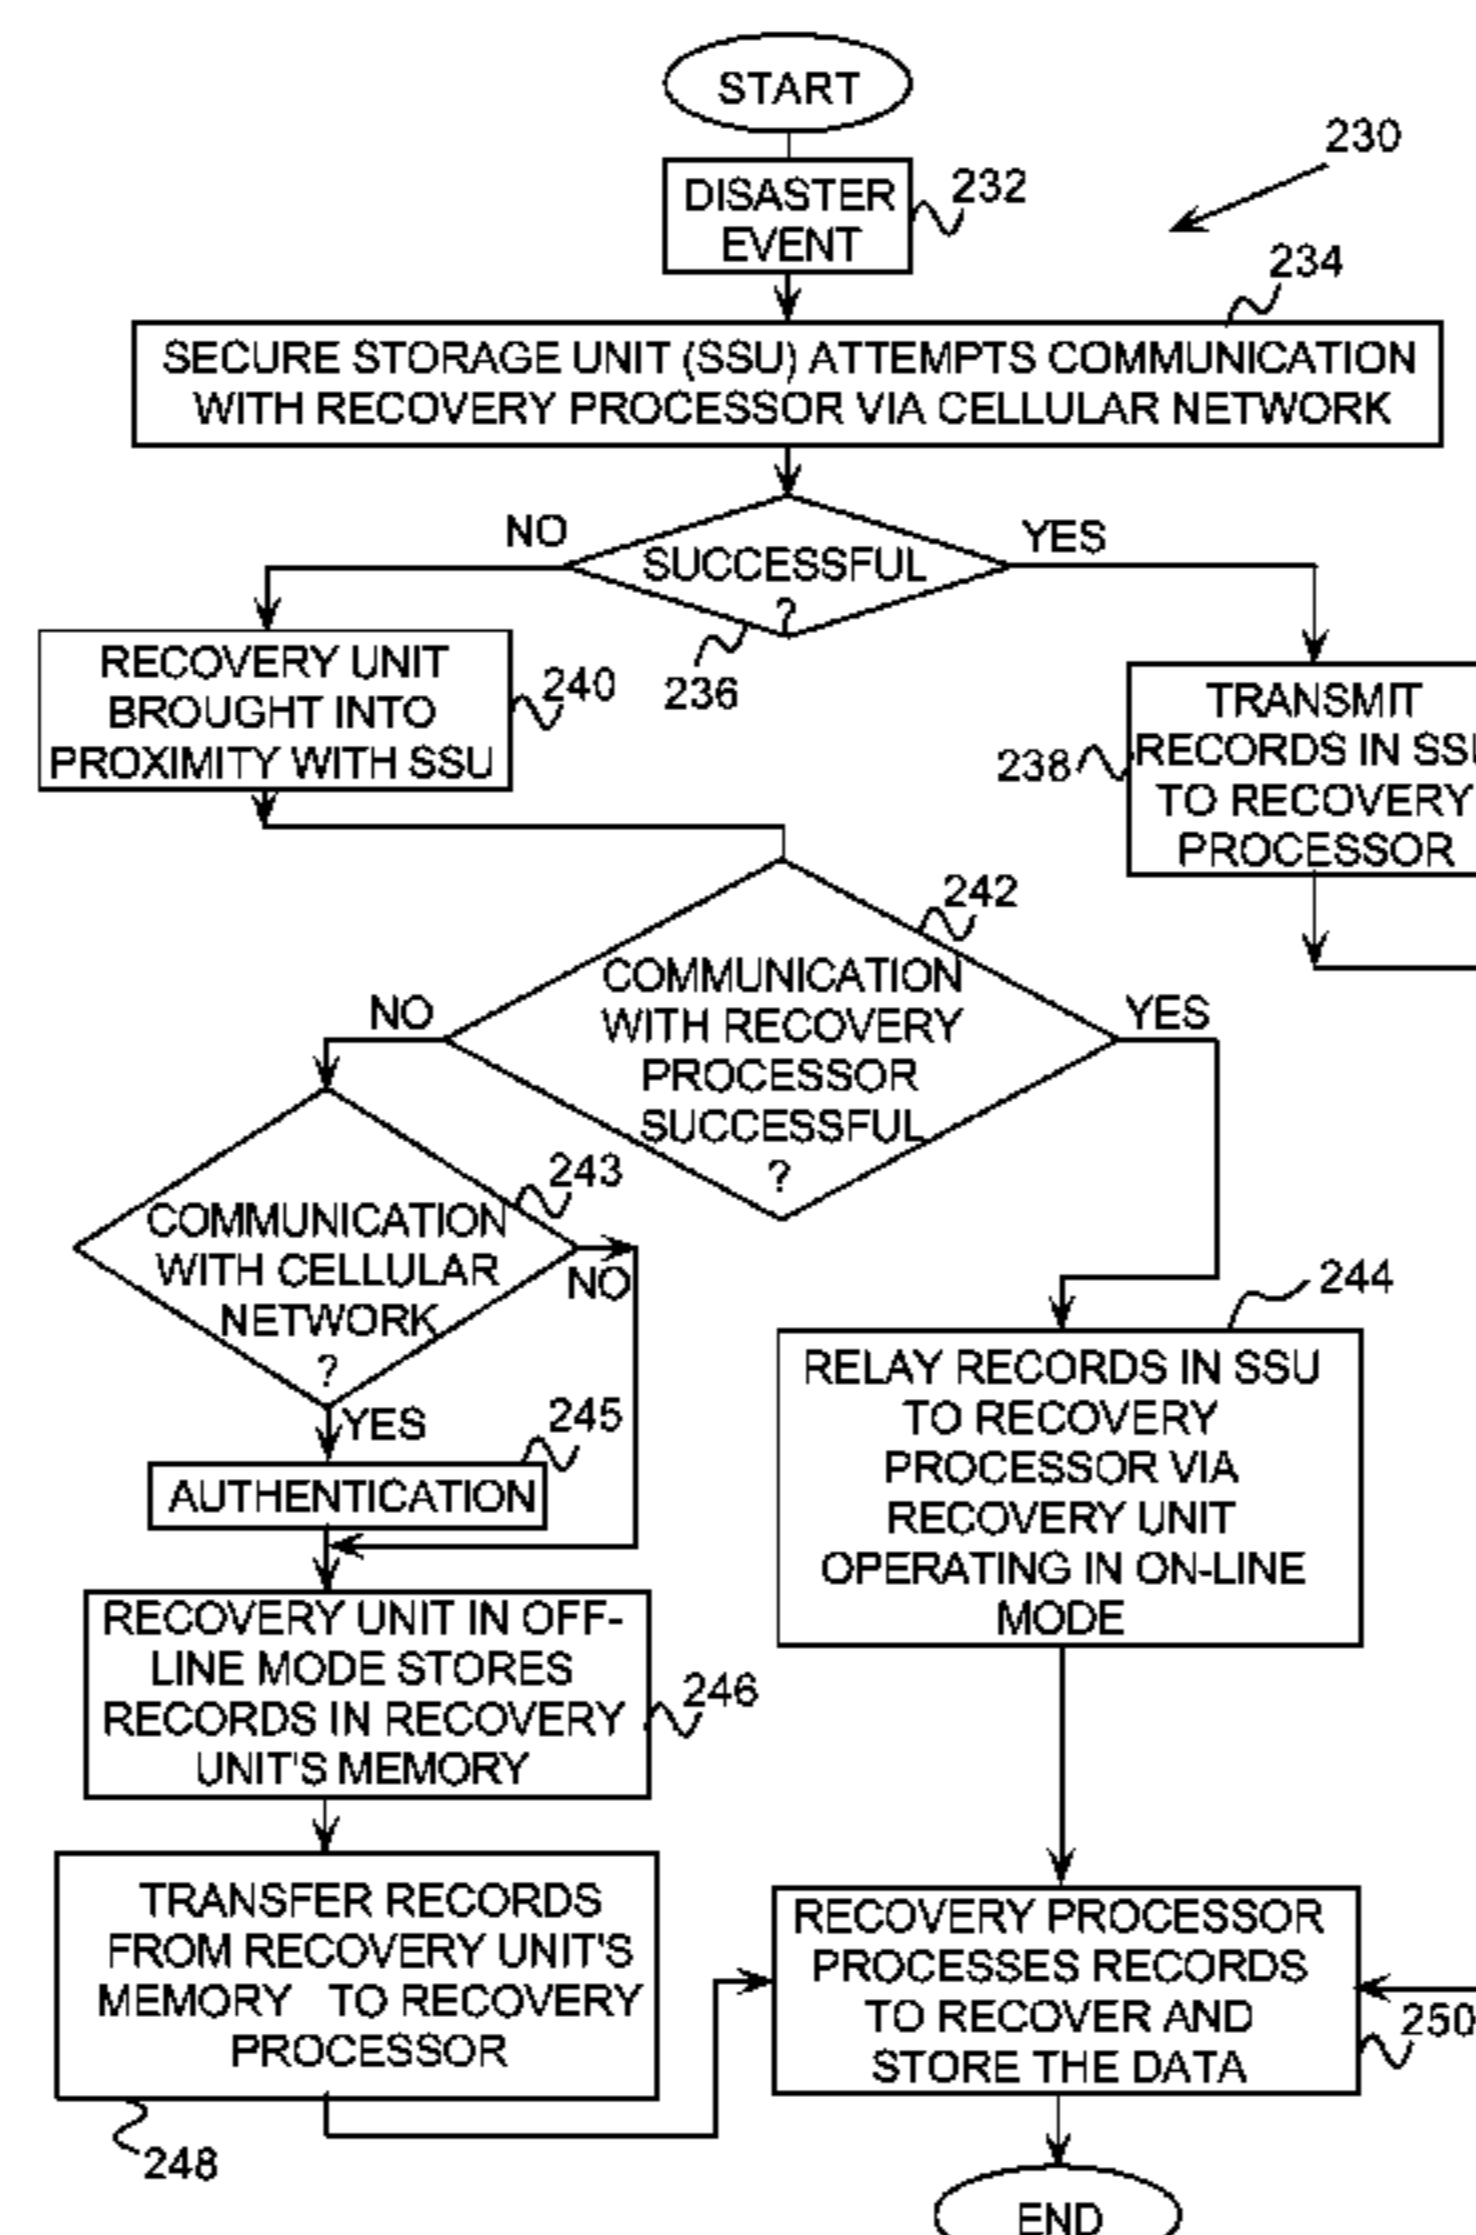 START
230
DISASTER
EVENT
232
234
SECURE STORAGE UNIT (SSU) ATTEMPTS COMMUNICATION
WITH RECOVERY PROCESSOR VIA CELLULAR NETWORK
NO
YES
SUCCESSFUL
?
236
RECOVERY UNIT
BROUGHT INTO
PROXIMITY WITH SSU
240
TRANSMIT
RECORDS IN SSU
TO RECOVERY
PROCESSOR
238
242
COMMUNICATION
WITH RECOVERY
PROCESSOR
SUCCESSFUL
?
NO
YES
243
COMMUNICATION
WITH CELLULAR
NETWORK
?
NO
YES
244
RELAY RECORDS IN SSU
TO RECOVERY
PROCESSOR VIA
RECOVERY UNIT
OPERATING IN ON-LINE
MODE
245
AUTHENTICATION
RECOVERY UNIT IN OFF-
LINE MODE STORES
RECORDS IN RECOVERY
UNIT'S MEMORY
246
TRANSFER RECORDS
FROM RECOVERY UNIT'S
MEMORY TO RECOVERY
PROCESSOR
248
RECOVERY PROCESSOR
PROCESSES RECORDS
TO RECOVER AND
STORE THE DATA
250
END